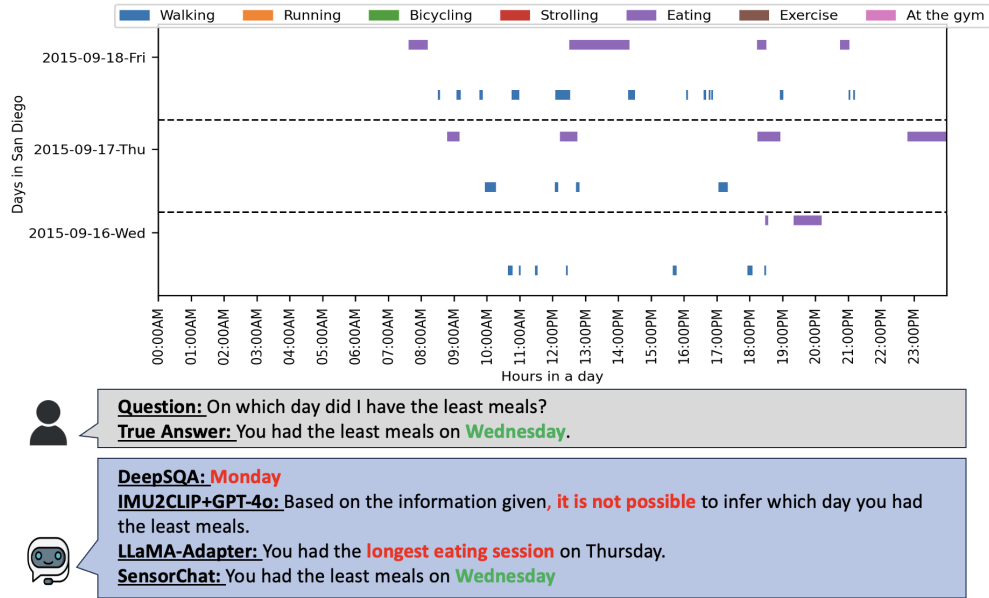 Walking Running Bicycling Strolling Eating Exercise At the gym
Days in San Diego
2015-09-18-Fri
2015-09-17-Thu
2015-09-16-Wed
00:00AM 01:00AM 02:00AM 03:00AM 04:00AM 05:00AM 06:00AM 07:00AM 08:00AM 09:00AM 10:00AM 11:00AM 12:00PM 13:00PM 14:00PM 15:00PM 16:00PM 17:00PM 18:00PM 19:00PM 20:00PM 21:00PM 22:00PM 23:00PM
Hours in a day
Question: On which day did I have the least meals?
True Answer: You had the least meals on Wednesday.
DeepSQA: Monday
IMU2CLIP+GPT-4o: Based on the information given, it is not possible to infer which day you had
the least meals.
LLaMA-Adapter: You had the longest eating session on Thursday.
SensorChat: You had the least meals on Wednesday